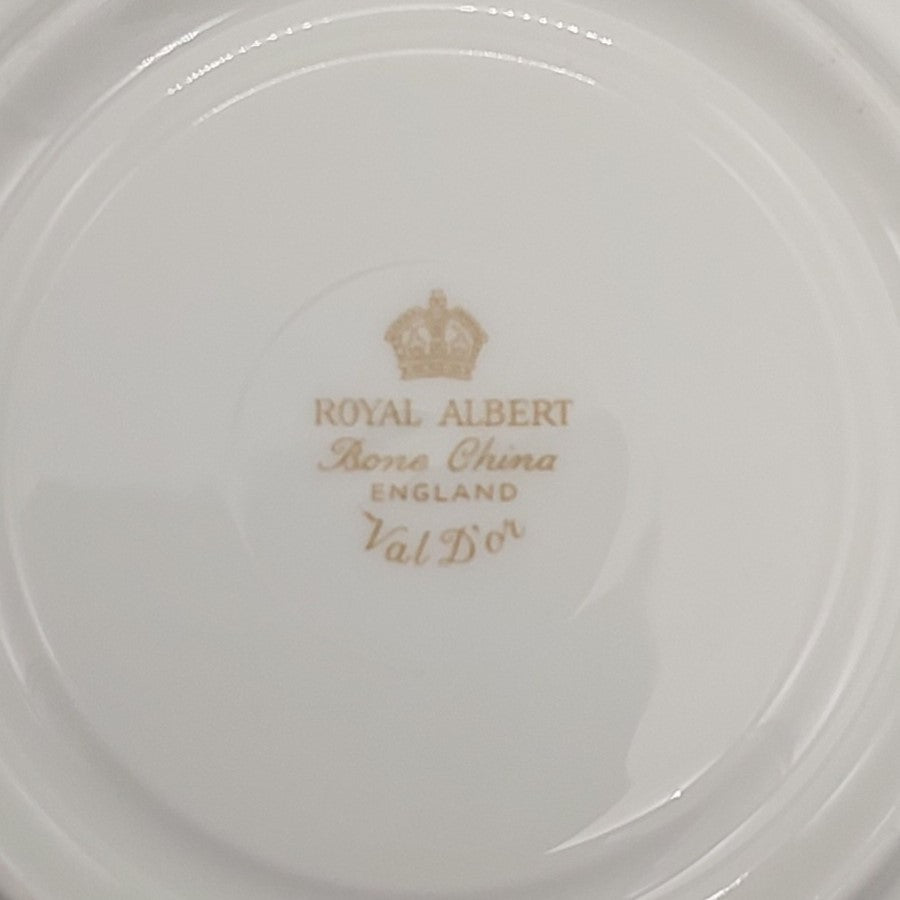 ROYAL ALBERT
Bone China
ENGLAND
Val D'or